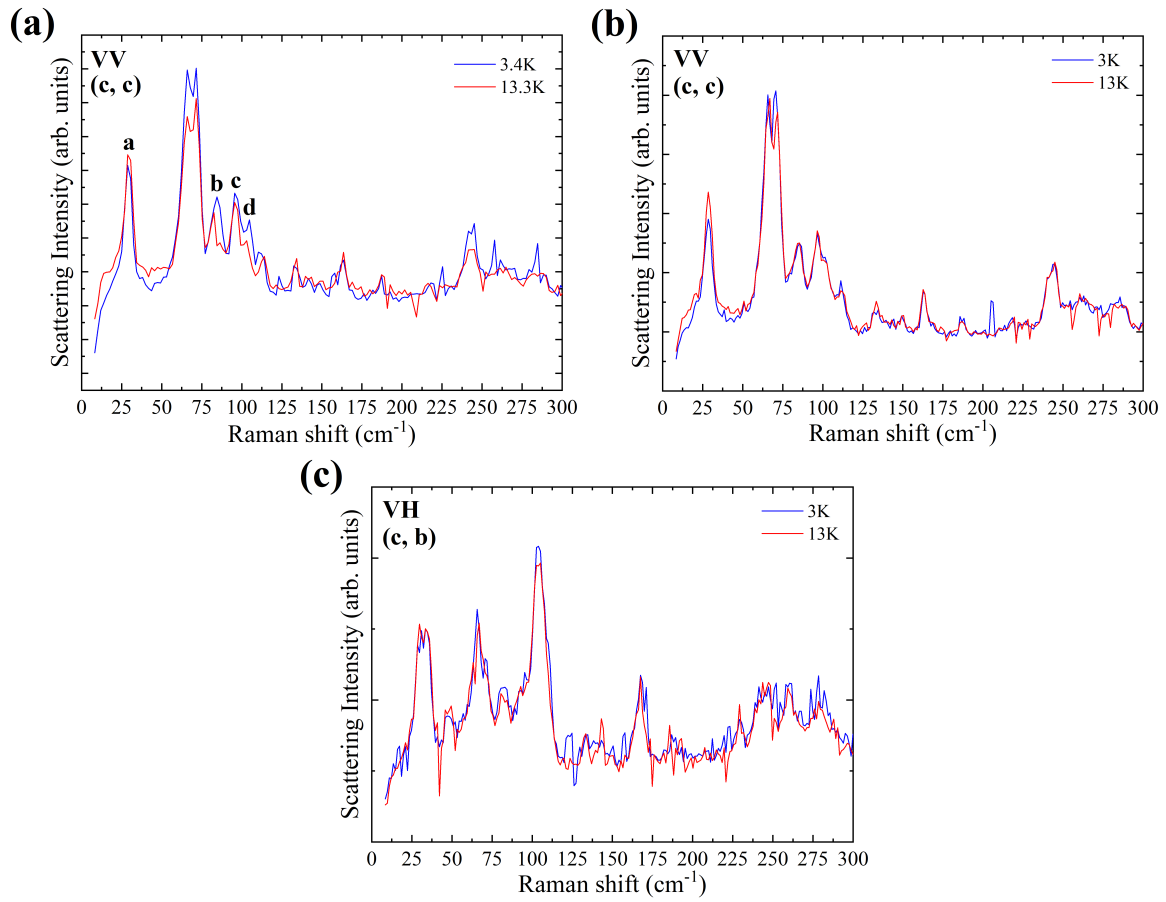 (a)
VV
(c, c)
3.4K
13.3K
a
b
c
d
Scattering Intensity (arb. units)
0 25 50 75 100 125 150 175 200 225 250 275 300
Raman shift (cm-1)
(b)
VV
(c, c)
3K
13K
Scattering Intensity (arb. units)
0 25 50 75 100 125 150 175 200 225 250 275 300
Raman shift (cm-1)
(c)
VH
(c, b)
3K
13K
Scattering Intensity (arb. units)
0 25 50 75 100 125 150 175 200 225 250 275 300
Raman shift (cm-1)